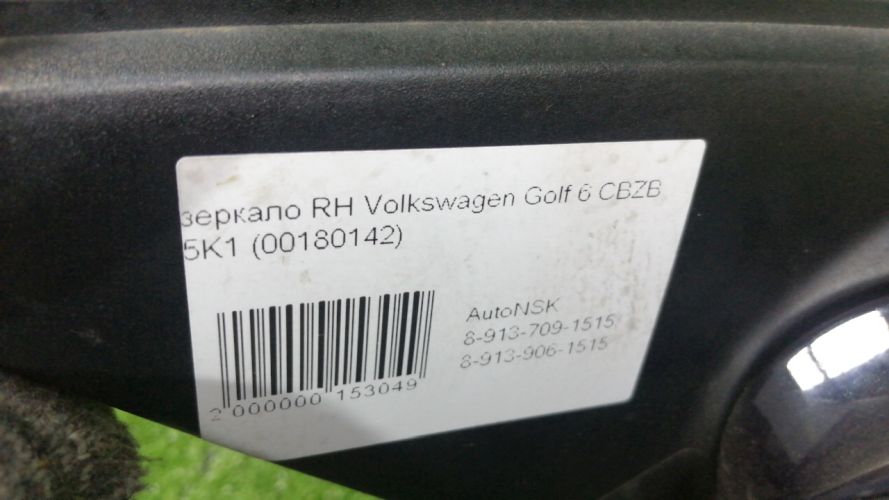 зеркало RH Volkswagen Golf 6 CBZB
5K1 (00180142)
AutoNSK
8-913-709-1515
8-913-906-1515
2 000000 153049